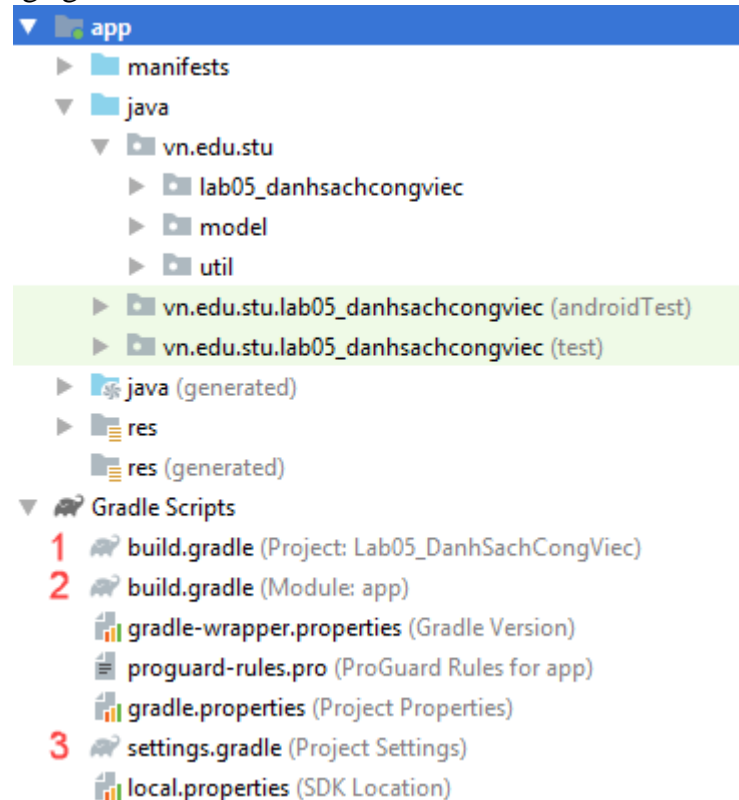 app
manifests
java
vn.edu.stu
lab05_danhsachcongviec
model
util
vn.edu.stu.lab05_danhsachcongviec (androidTest)
vn.edu.stu.lab05_danhsachcongviec (test)
java (generated)
res
res (generated)
Gradle Scripts
1 build.gradle (Project: Lab05_DanhSachCongViec)
2 build.gradle (Module: app)
gradle-wrapper.properties (Gradle Version)
proguard-rules.pro (ProGuard Rules for app)
gradle.properties (Project Properties)
3 settings.gradle (Project Settings)
local.properties (SDK Location)